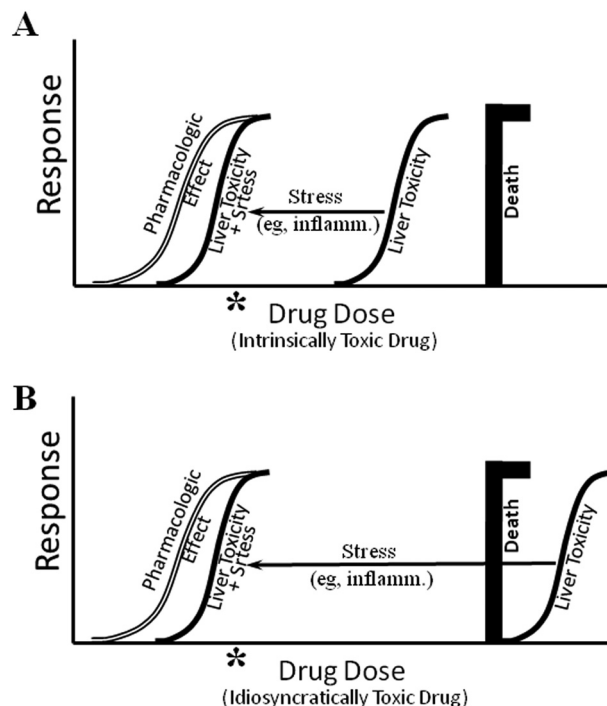 A
Response
Pharmacologic
Effect
Liver Toxicity
+ Srtess
Stress
(eg, inflamm.)
Liver Toxicity
Death
*
Drug Dose
(Intrinsically Toxic Drug)
B
Response
Pharmacologic
Effect
Liver Toxicity
+ Srtess
Stress
(eg, inflamm.)
Death
Liver Toxicity
*
Drug Dose
(Idiosyncratically Toxic Drug)